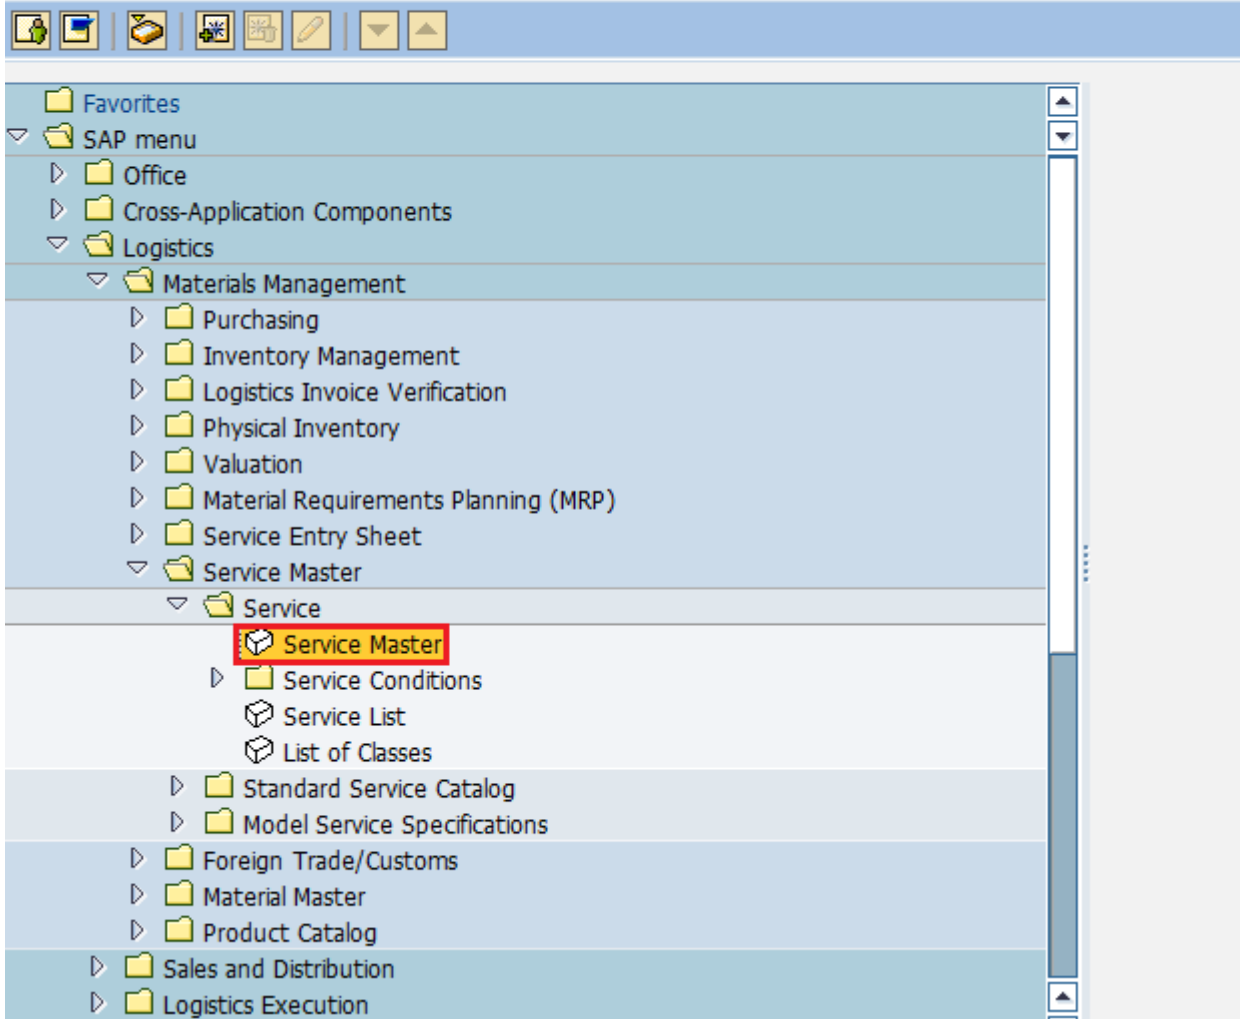 Favorites
SAP menu
Office
Cross-Application Components
Logistics
Materials Management
Purchasing
Inventory Management
Logistics Invoice Verification
Physical Inventory
Valuation
Material Requirements Planning (MRP)
Service Entry Sheet
Service Master
Service
Service Master
Service Conditions
Service List
List of Classes
Standard Service Catalog
Model Service Specifications
Foreign Trade/Customs
Material Master
Product Catalog
Sales and Distribution
Logistics Execution